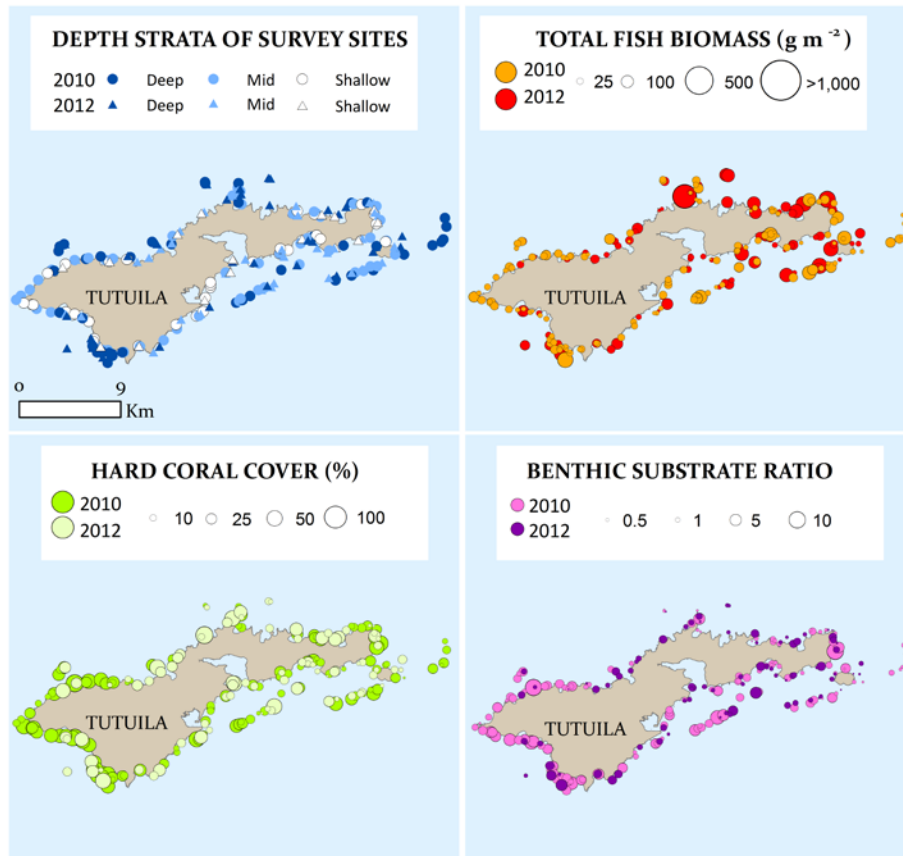 DEPTH STRATA OF SURVEY SITES
2010 Deep Mid Shallow
2012 Deep Mid Shallow
TUTUILA
0 9
Km
TOTAL FISH BIOMASS (g m⁻²)
2010
2012
25 100 500 >1,000
TUTUILA
HARD CORAL COVER (%)
2010
2012
10 25 50 100
TUTUILA
BENTHIC SUBSTRATE RATIO
2010
2012
0.5 1 5 10
TUTUILA